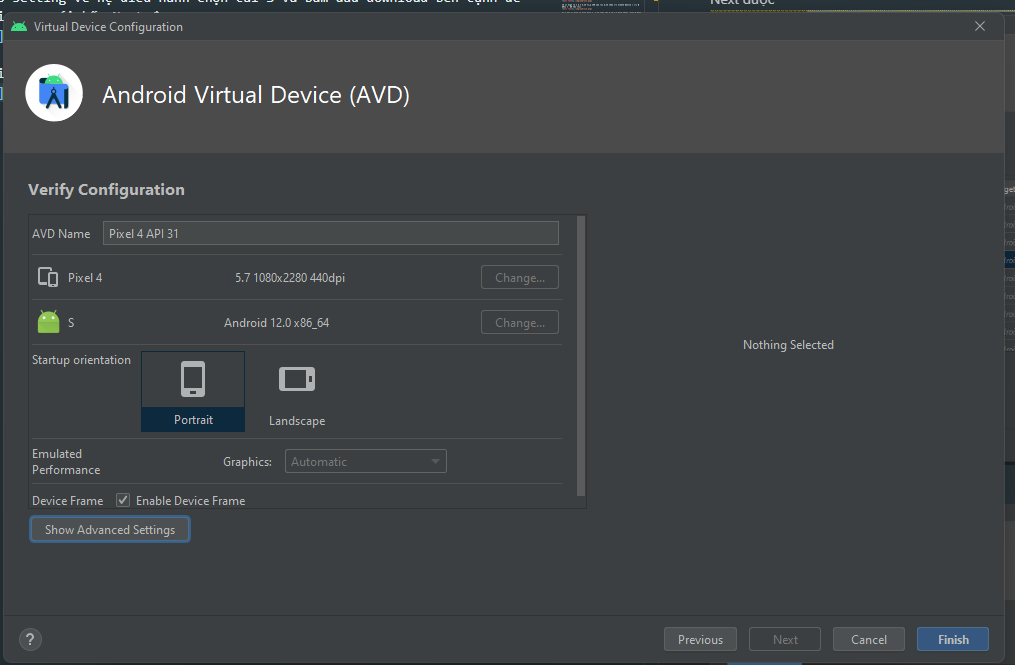 Next được
Virtual Device Configuration
Android Virtual Device (AVD)
Verify Configuration
AVD Name Pixel 4 API 31
Pixel 4 5.7 1080x2280 440dpi Change...
S Android 12.0 x86_64 Change...
Startup orientation
Portrait
Landscape
Emulated
Performance
Graphics: Automatic
Device Frame Enable Device Frame
Show Advanced Settings
Nothing Selected
? Previous Next Cancel Finish